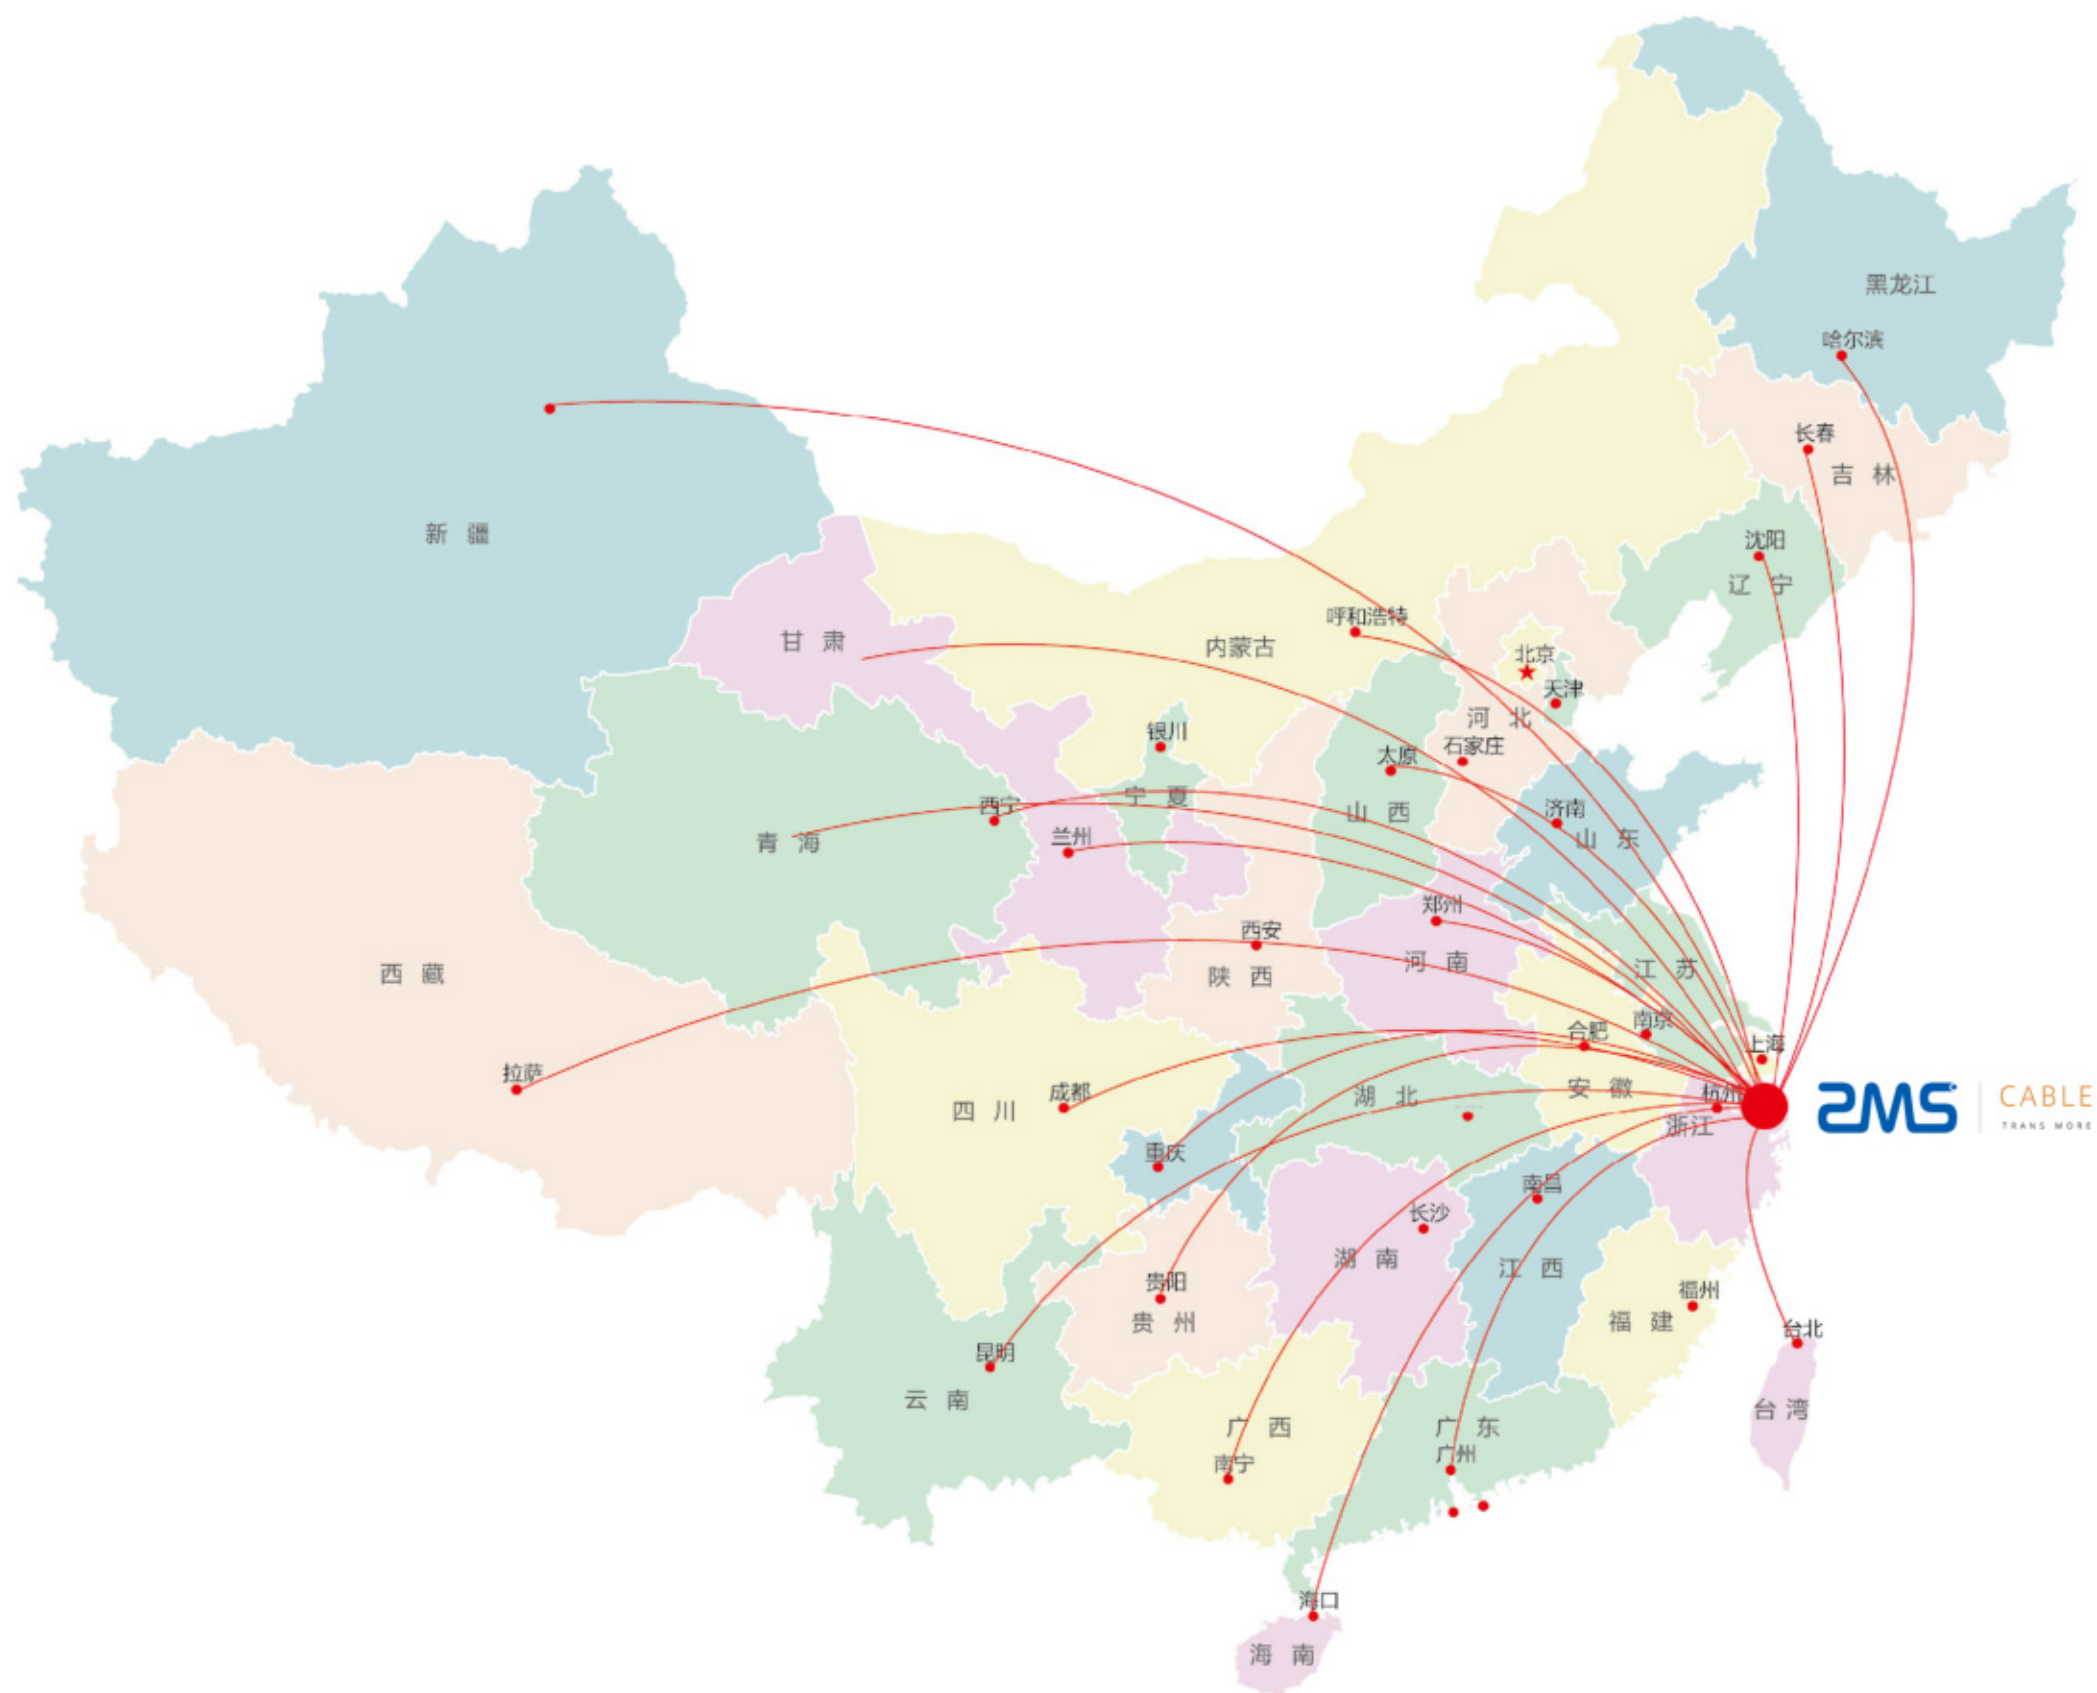 黑龙江
哈尔滨
长春
吉林
新疆
沈阳
辽宁
呼和浩特
甘肃
内蒙古
北京
天津
河北
银川
石家庄
太原
宁夏
西宁
济南
山西
青海
兰州
山东
郑州
西安
河南
江苏
西藏
陕西
南京
合肥
上海
拉萨
成都
湖北
安徽
杭州
ZMS
CABLE
四川
浙江
TRANS MORE
重庆
南昌
长沙
湖南
江西
贵阳
福州
贵州
福建
台北
昆明
云南
台湾
广西
广东
广州
南宁
海口
海南